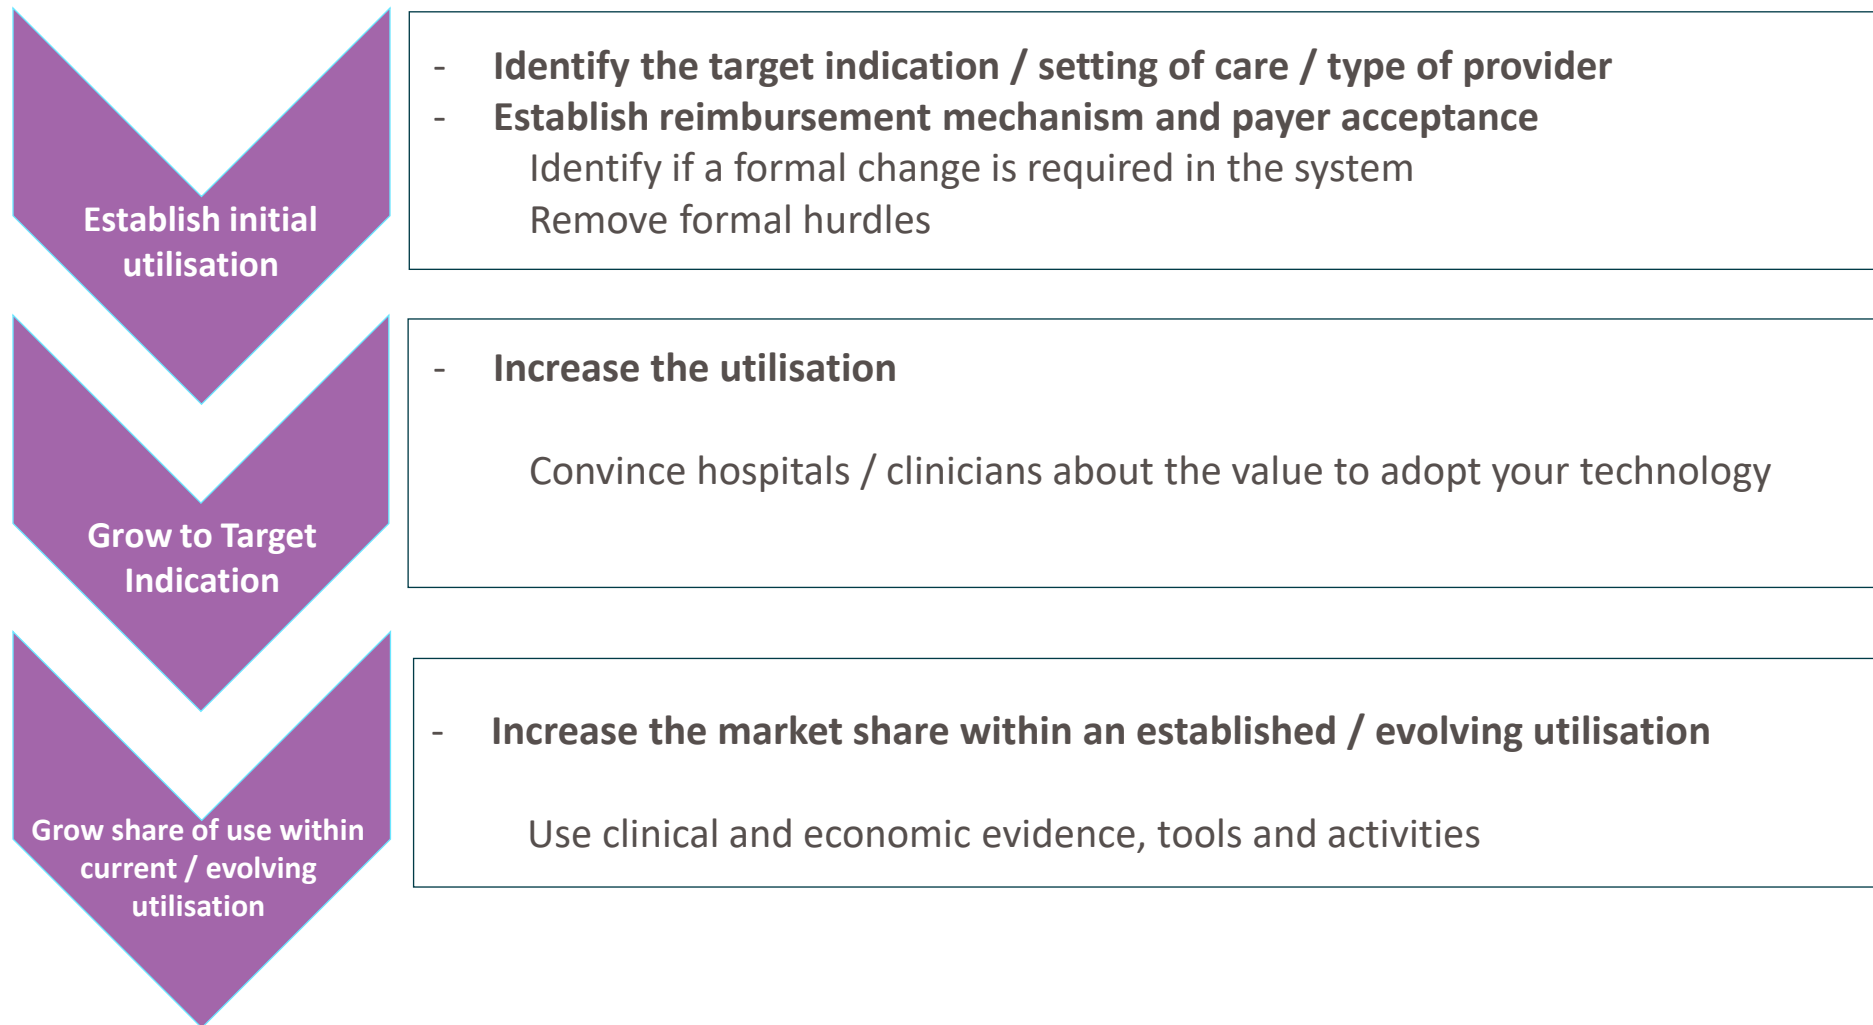 Establish initial
utilisation
- Identify the target indication / setting of care / type of provider
- Establish reimbursement mechanism and payer acceptance
Identify if a formal change is required in the system
Remove formal hurdles
Grow to Target
Indication
- Increase the utilisation
Convince hospitals / clinicians about the value to adopt your technology
Grow share of use within
current / evolving
utilisation
- Increase the market share within an established / evolving utilisation
Use clinical and economic evidence, tools and activities